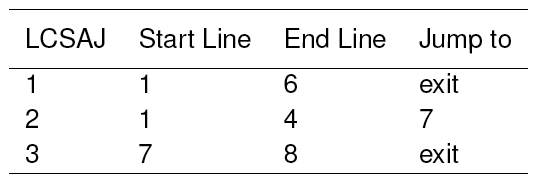 LCSAJ Start Line End Line Jump to
1 1 6 exit
2 1 4 7
3 7 8 exit